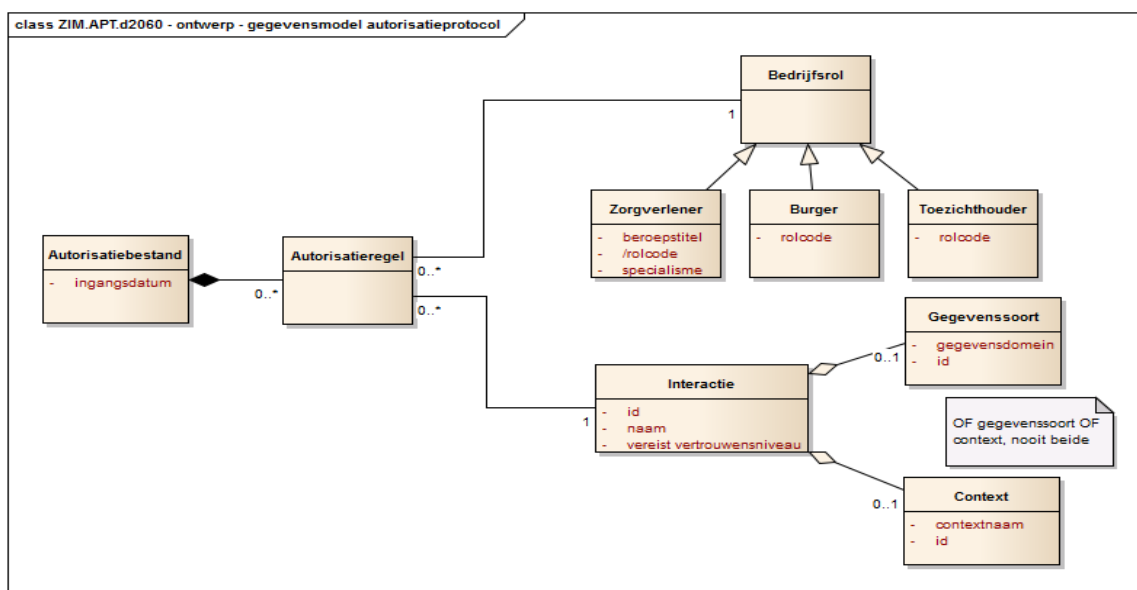 class ZIM.APT.d2060 - ontwerp - gegevensmodel autorisatieprotocol
Bedrijfsrol
1
Zorgverlener
- beroepstitel
- /rolcode
- specialisme
Burger
- rolcode
Toezichthouder
- rolcode
Autorisatiebestand
- ingangsdatum
0..*
Autorisatieregel
0..*
0..*
Gegevenssoort
- gegevensdomein
- id
0..1
Interactie
- id
- naam
- vereist vertrouwensniveau
1
OF gegevenssoort OF
context, nooit beide
Context
- contextnaam
- id
0..1